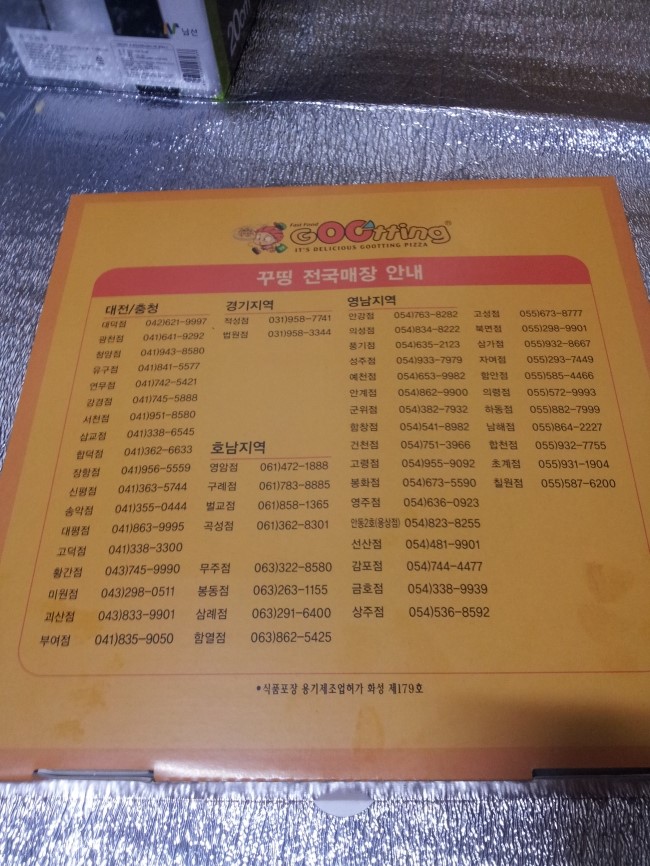 남선
20cm
Fast Food
GOOtting®
IT'S DELICIOUS GOOTTING PIZZA
꾸띵 전국매장 안내
대전/충청
대덕점 042)621-9997
광천점 041)641-9292
청양점 041)943-8580
유구점 041)841-5577
연무점 041)742-5421
강경점 041)745-5888
서천점 041)951-8580
삽교점 041)338-6545
합덕점 041)362-6633
장항점 041)956-5559
신평점 041)363-5744
송악점 041)355-0444
대평점 041)863-9995
고덕점 041)338-3300
황간점 043)745-9990
미원점 043)298-0511
괴산점 043)833-9901
부여점 041)835-9050
경기지역
적성점 031)958-7741
법원점 031)958-3344
호남지역
영암점 061)472-1888
구례점 061)783-8885
벌교점 061)858-1365
곡성점 061)362-8301
무주점 063)322-8580
봉동점 063)263-1155
삼례점 063)291-6400
함열점 063)862-5425
영남지역
안강점 054)763-8282
의성점 054)834-8222
풍기점 054)635-2123
성주점 054)933-7979
예천점 054)653-9982
안계점 054)862-9900
군위점 054)382-7932
함창점 054)541-8982
건천점 054)751-3966
고령점 054)955-9092
봉화점 054)673-5590
영주점 054)636-0923
안동2호(용상점) 054)823-8255
선산점 054)481-9901
감포점 054)744-4477
금호점 054)338-9939
상주점 054)536-8592
고성점 055)673-8777
북면점 055)298-9901
삼가점 055)932-8667
자여점 055)293-7449
함안점 055)585-4466
의령점 055)572-9993
하동점 055)882-7999
남해점 055)864-2227
합천점 055)932-7755
초계점 055)931-1904
칠원점 055)587-6200
*식품포장 용기제조업허가 화성 제179호